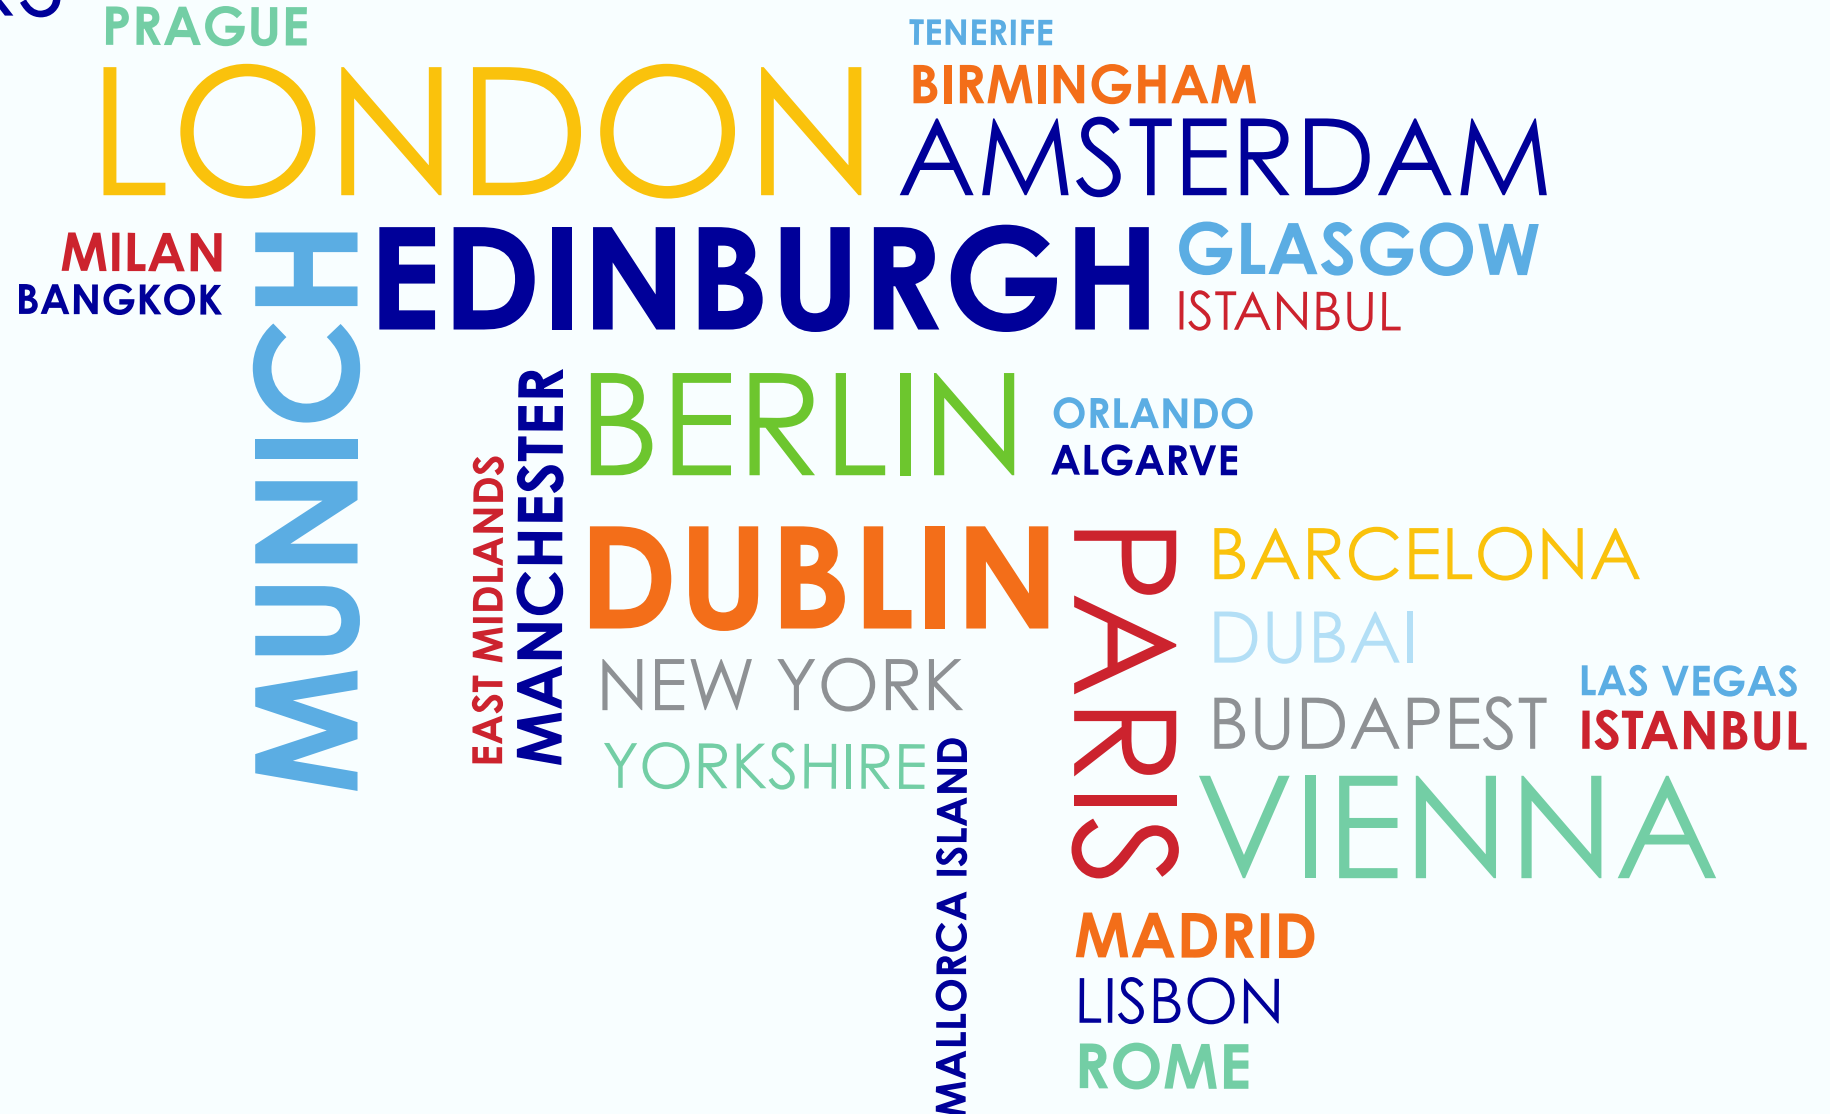 PRAGUE
TENERIFE
LONDON
BIRMINGHAM
AMSTERDAM
MILAN
BANGKOK
MUNICH
EDINBURGH
GLASGOW
ISTANBUL
EAST MIDLANDS
MANCHESTER
BERLIN
ORLANDO
ALGARVE
DUBLIN
PARIS
BARCELONA
DUBAI
NEW YORK
BUDAPEST
LAS VEGAS
ISTANBUL
YORKSHIRE
MALLORCA ISLAND
VIENNA
MADRID
LISBON
ROME